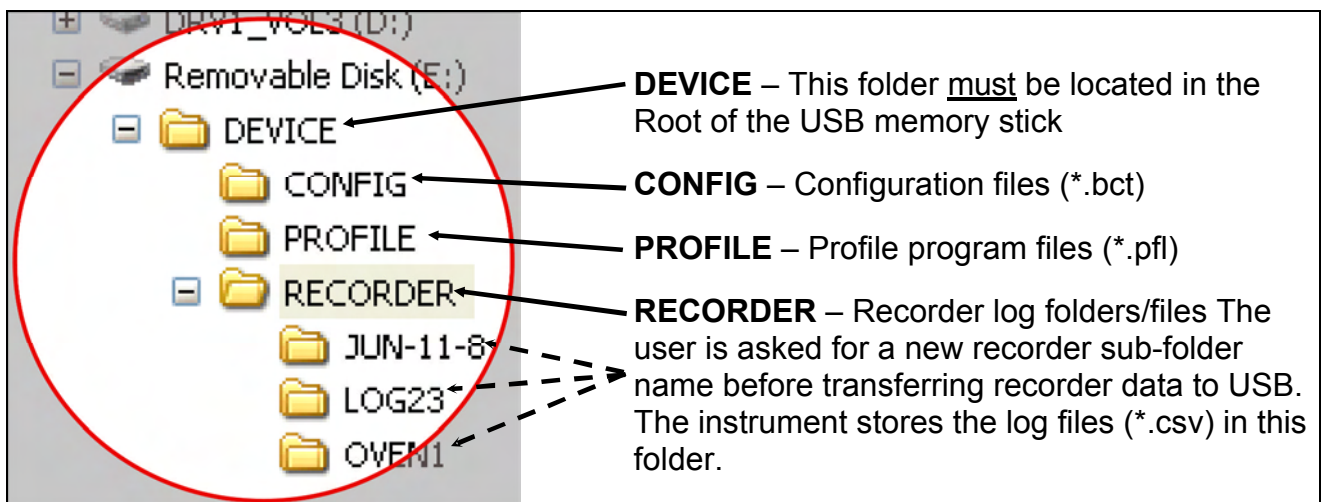 DRV1_VOL3 (D:)
Removable Disk (E:)
DEVICE
CONFIG
PROFILE
RECORDER
JUN-11-8
LOG23
OVEN1
DEVICE – This folder must be located in the
Root of the USB memory stick
CONFIG – Configuration files (*.bct)
PROFILE – Profile program files (*.pfl)
RECORDER – Recorder log folders/files The
user is asked for a new recorder sub-folder
name before transferring recorder data to USB.
The instrument stores the log files (*.csv) in this
folder.